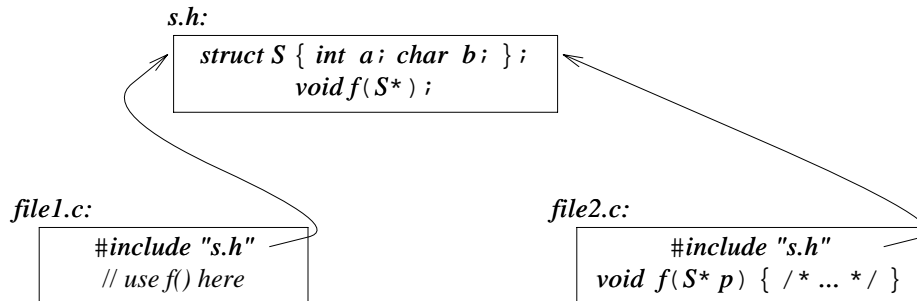 s.h:
struct S { int a; char b; };
void f(S*);
file1.c:
#include "s.h"
// use f() here
file2.c:
#include "s.h"
void f(S* p) { /* ... */ }